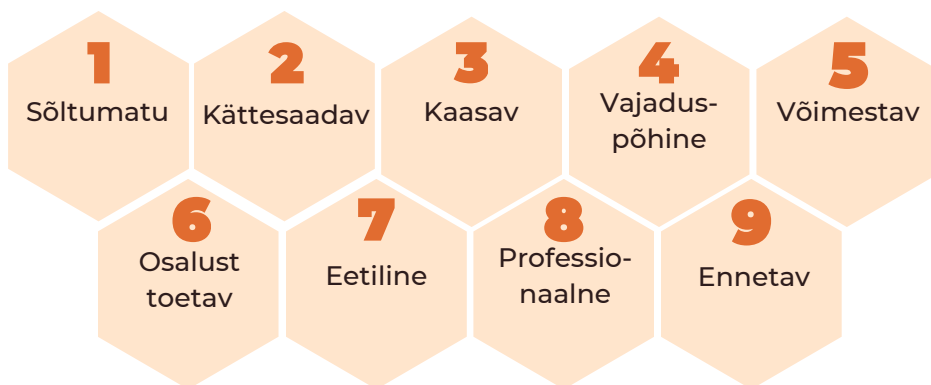 1
Sõltumatu
2
Kättesaadav
3
Kaasav
4
Vajadus-
põhine
5
Võimestav
6
Osalust
toetav
7
Eetiline
8
Professio-
naalne
9
Ennetav